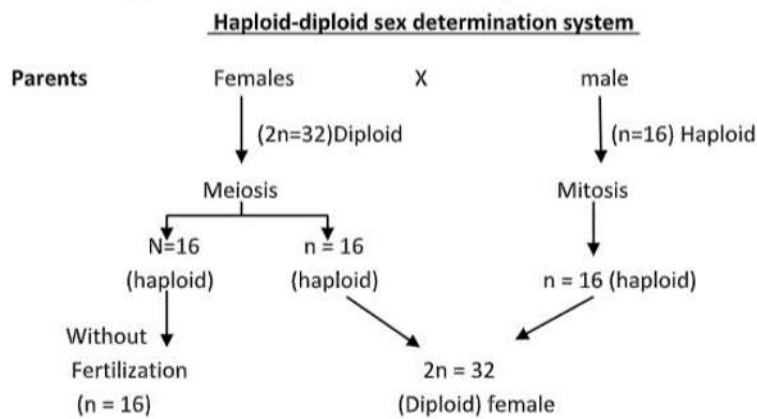 Haploid-diploid sex determination system
Parents Females X male
(2n=32)Diploid (n=16) Haploid
Meiosis Mitosis
N=16 n = 16
(haploid) (haploid) n = 16 (haploid)
Without
Fertilization 2n = 32
(n = 16) (Diploid) female